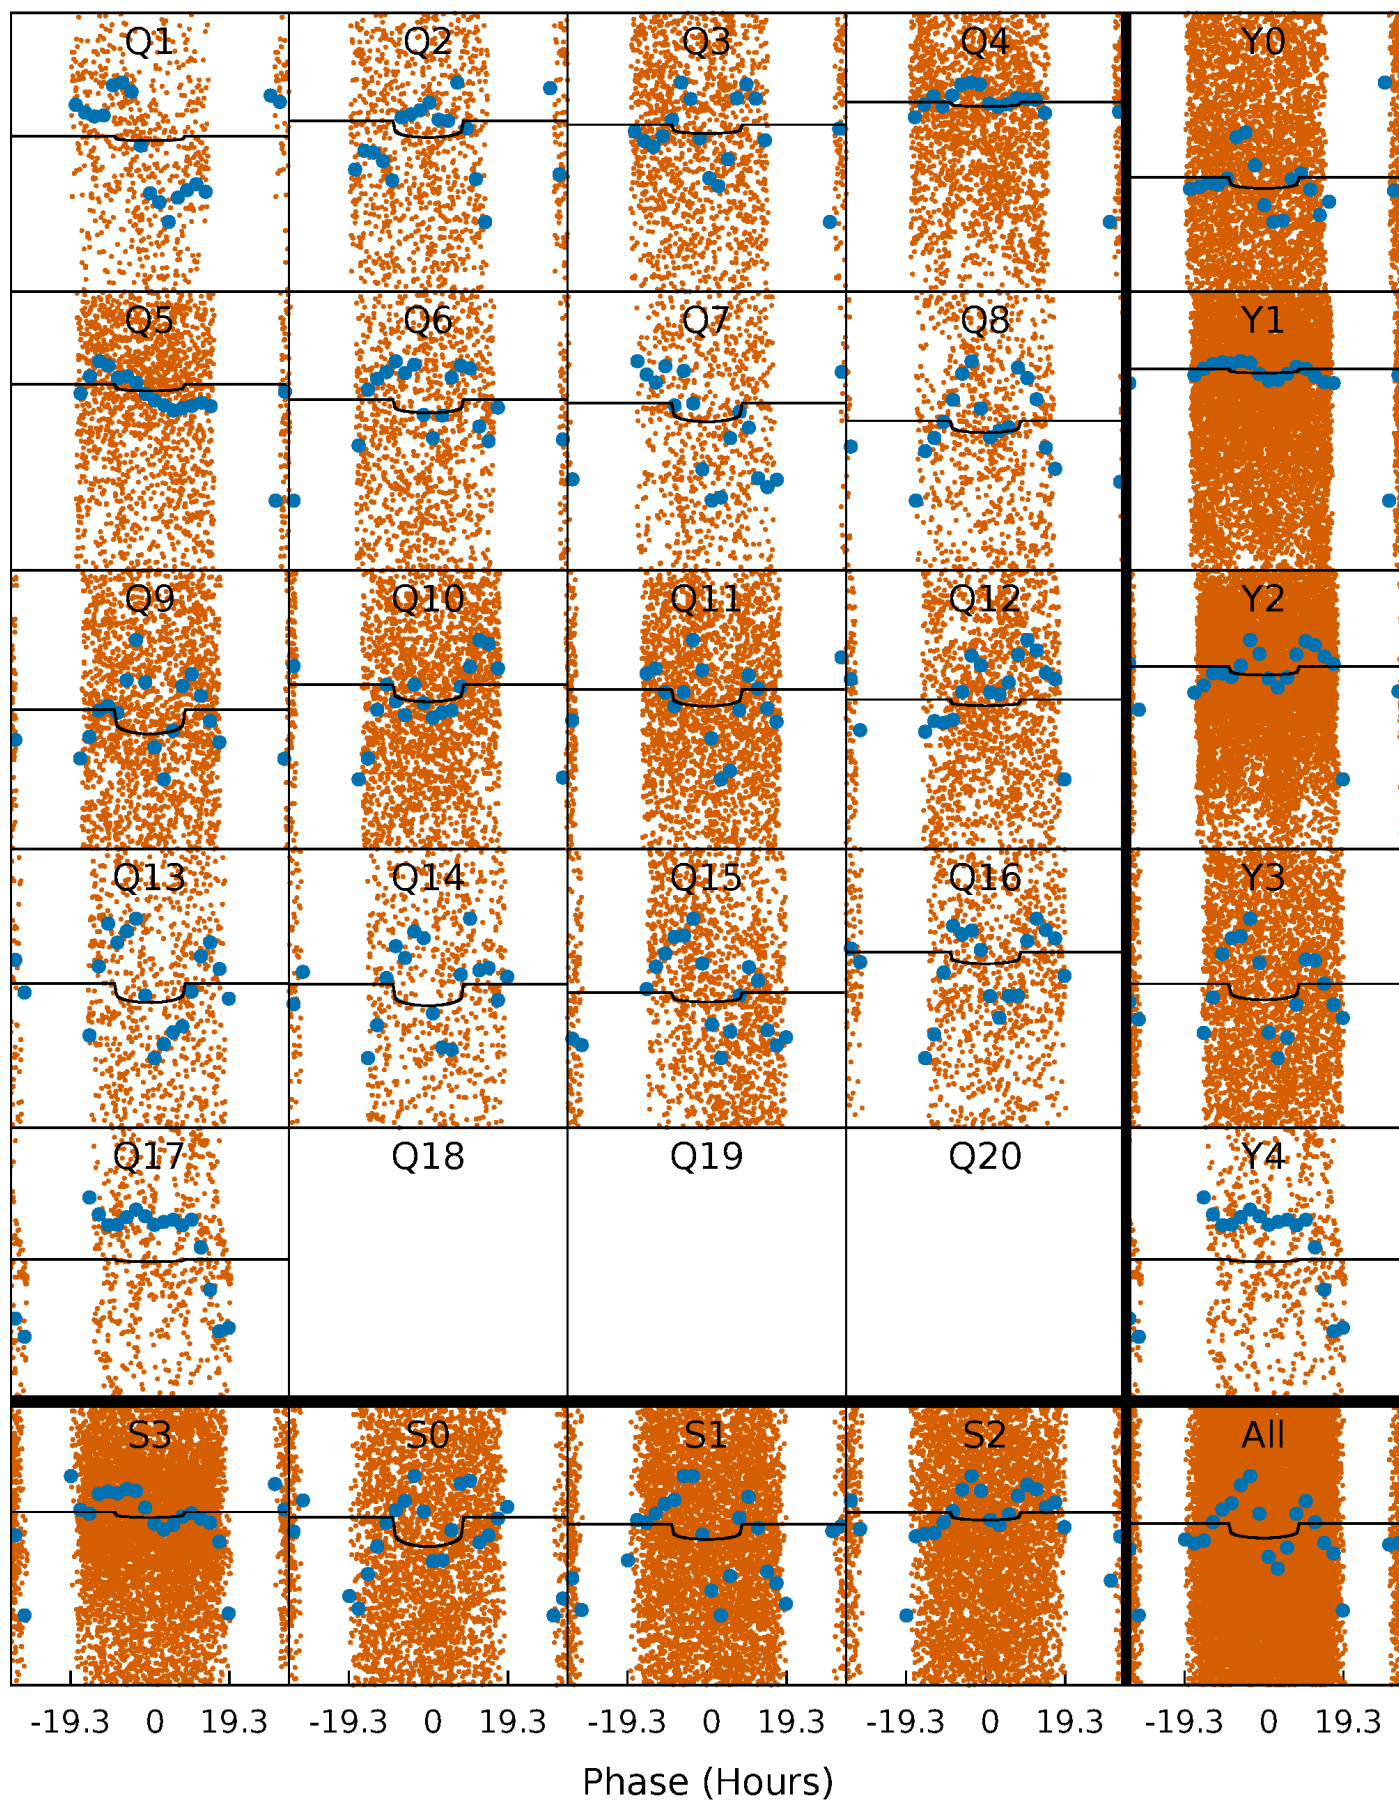 Q1 Q2 Q3 Q4 Y0
Q5 Q6 Q7 Q8 Y1
Q9 Q10 Q11 Q12 Y2
Q13 Q14 Q15 Q16 Y3
Q17 Q18 Q19 Q20 Y4
S3 S0 S1 S2 All
-19.3 0 19.3 -19.3 0 19.3 -19.3 0 19.3 -19.3 0 19.3 -19.3 0 19.3
Phase (Hours)